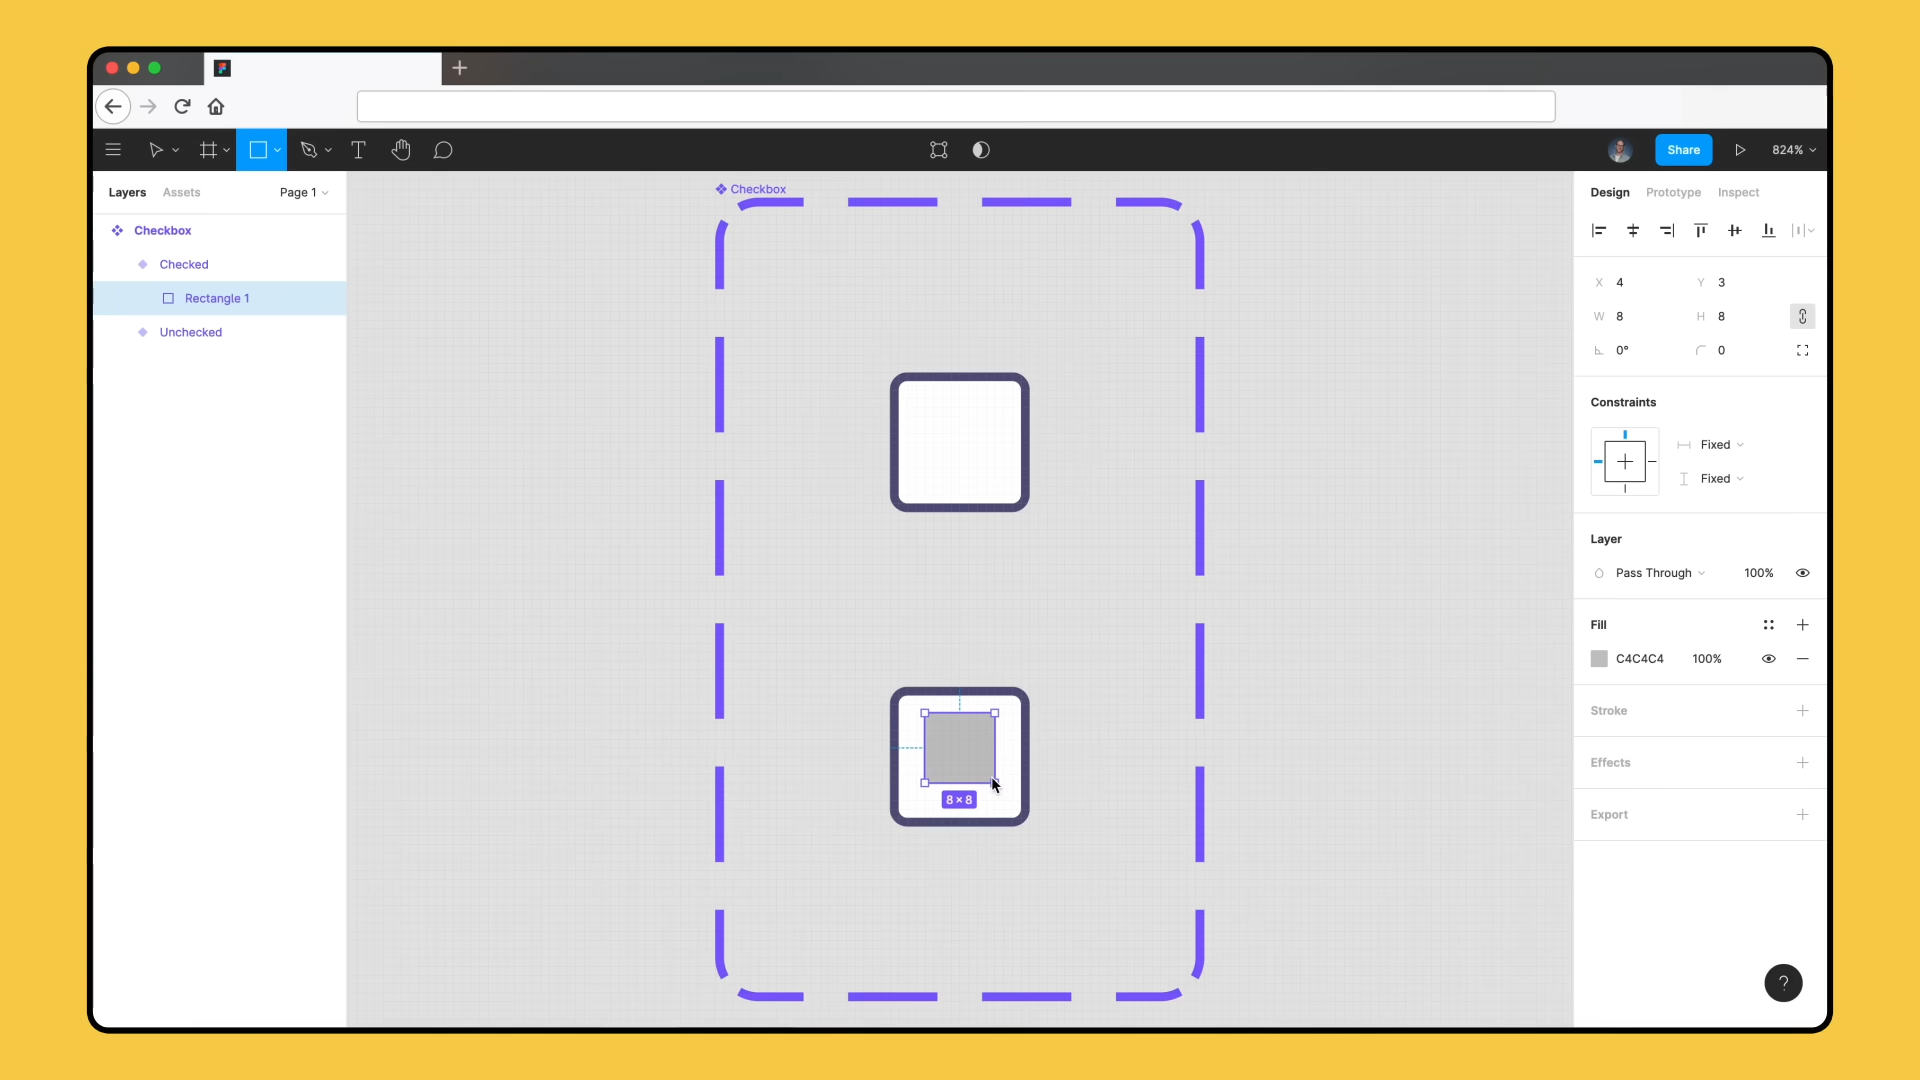 Share
824%
Layers
Assets
Page 1
Checkbox
Design
Prototype
Inspect
Checkbox
Checked
Rectangle 1
Unchecked
X 4
Y 3
W 8
H 8
0°
0
Constraints
Fixed
Fixed
Layer
Pass Through
100%
Fill
C4C4C4
100%
Stroke
8 × 8
Effects
Export
?